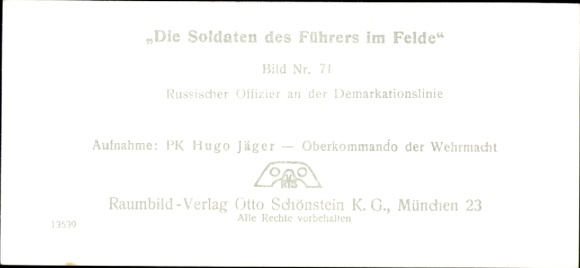 „Die Soldaten des Führers im Felde“
Bild Nr. 71
Russischer Offizier an der Demarkationslinie
Aufnahme: PK Hugo Jäger — Oberkommando der Wehrmacht
Raumbild-Verlag Otto Schönstein K. G., München 23
Alle Rechte vorbehalten
13539